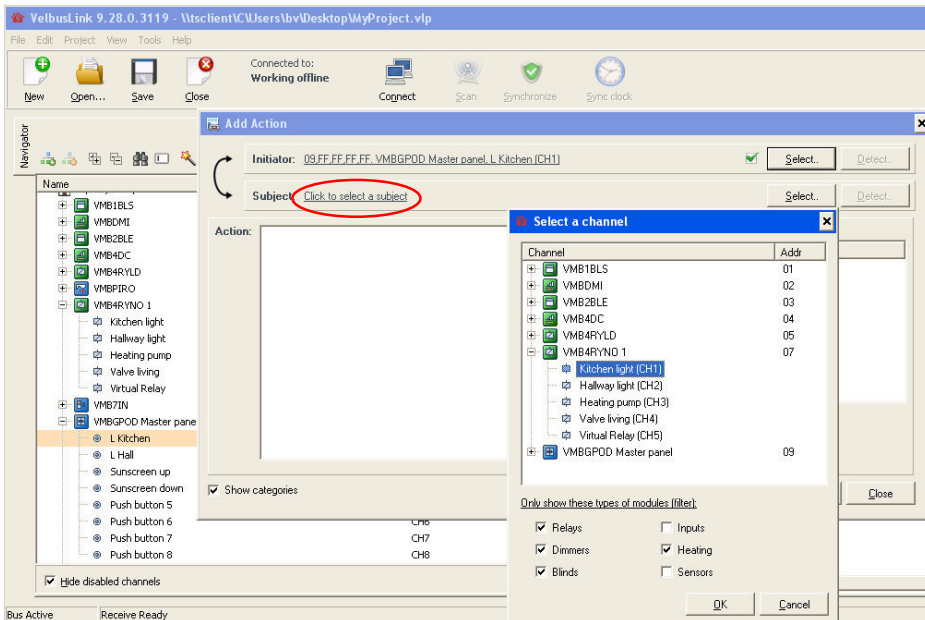 VelbusLink 9.28.0.3119 - \\tsclient\C\Users\bv\Desktop\MyProject.vlp
File Edit Project View Tools Help
New Open... Save Close
Connected to:
Working offline
Connect Scan Synchronize Sync clock
Navigator
Name
VMB1BLS
VMBDMI
VMB2BLE
VMB4DC
VMB4RYLD
VMBPIRO
VMB4RYNO 1
Kitchen light
Hallway light
Heating pump
Valve living
Virtual Relay
VMB7IN
VMBGPOD Master pane
L Kitchen
L Hall
Sunscreen up
Sunscreen down
Push button 5
Push button 6 CH6
Push button 7 CH7
Push button 8 CH8
Hide disabled channels
Bus Active Receive Ready
Add Action
Initiator: 09,FF,FF,FF,FF. VMBGPOD Master panel, L Kitchen (CH1) Select.. Detect..
Subject Click to select a subject Select.. Detect..
Action:
Show categories
Close
Select a channel
Channel Addr
VMB1BLS 01
VMBDMI 02
VMB2BLE 03
VMB4DC 04
VMB4RYLD 05
VMB4RYNO 1 07
Kitchen light (CH1)
Hallway light (CH2)
Heating pump (CH3)
Valve living (CH4)
Virtual Relay (CH5)
VMBGPOD Master panel 09
Only show these types of modules (filter):
Relays Inputs
Dimmers Heating
Blinds Sensors
OK Cancel